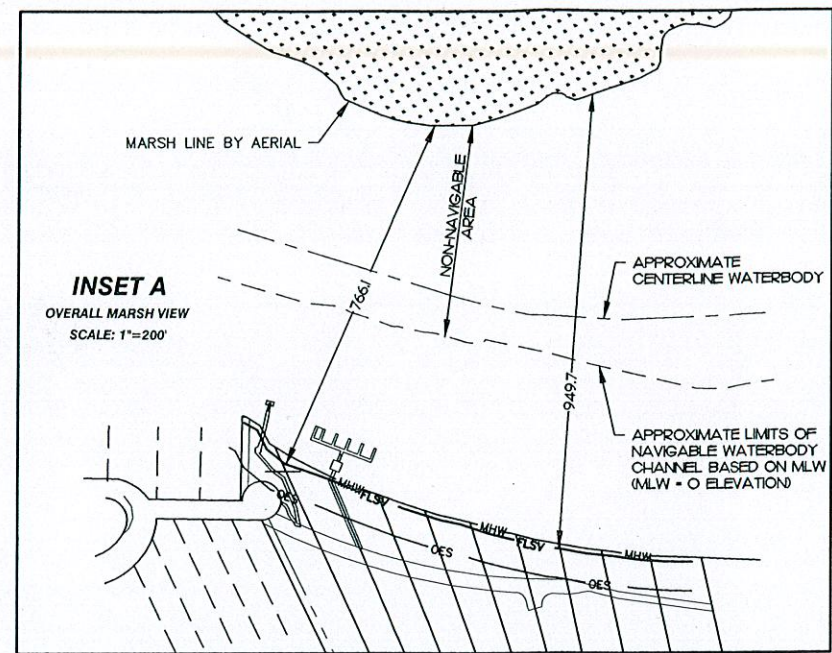 MARSH LINE BY AERIAL
NON-NAVIGABLE
AREA
APPROXIMATE
CENTERLINE WATERBODY
INSET A
OVERALL MARSH VIEW
SCALE: 1"=200'
766.1
949.7
APPROXIMATE LIMITS OF
NAVIGABLE WATERBODY
CHANNEL BASED ON MLW
(MLW = 0 ELEVATION)
OES
MHW
FLSV
MHW
FLSV
MHW
OES
OES